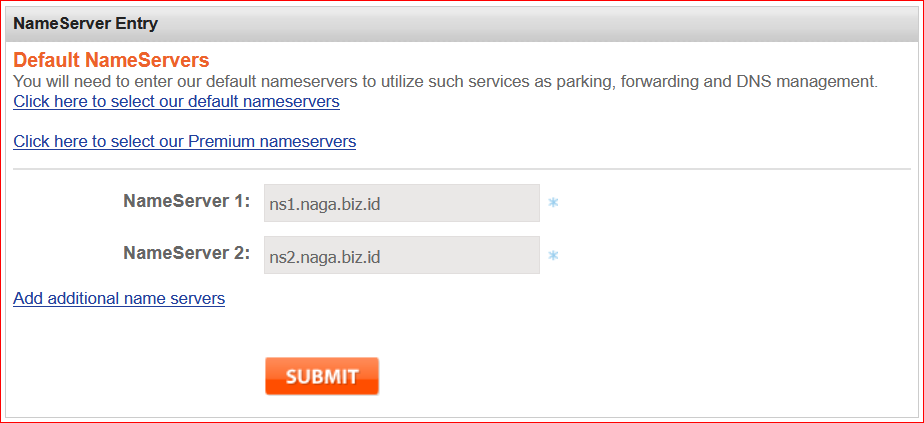 NameServer Entry
Default NameServers
You will need to enter our default nameservers to utilize such services as parking, forwarding and DNS management.
Click here to select our default nameservers
Click here to select our Premium nameservers
NameServer 1: ns1.naga.biz.id *
NameServer 2: ns2.naga.biz.id *
Add additional name servers
SUBMIT